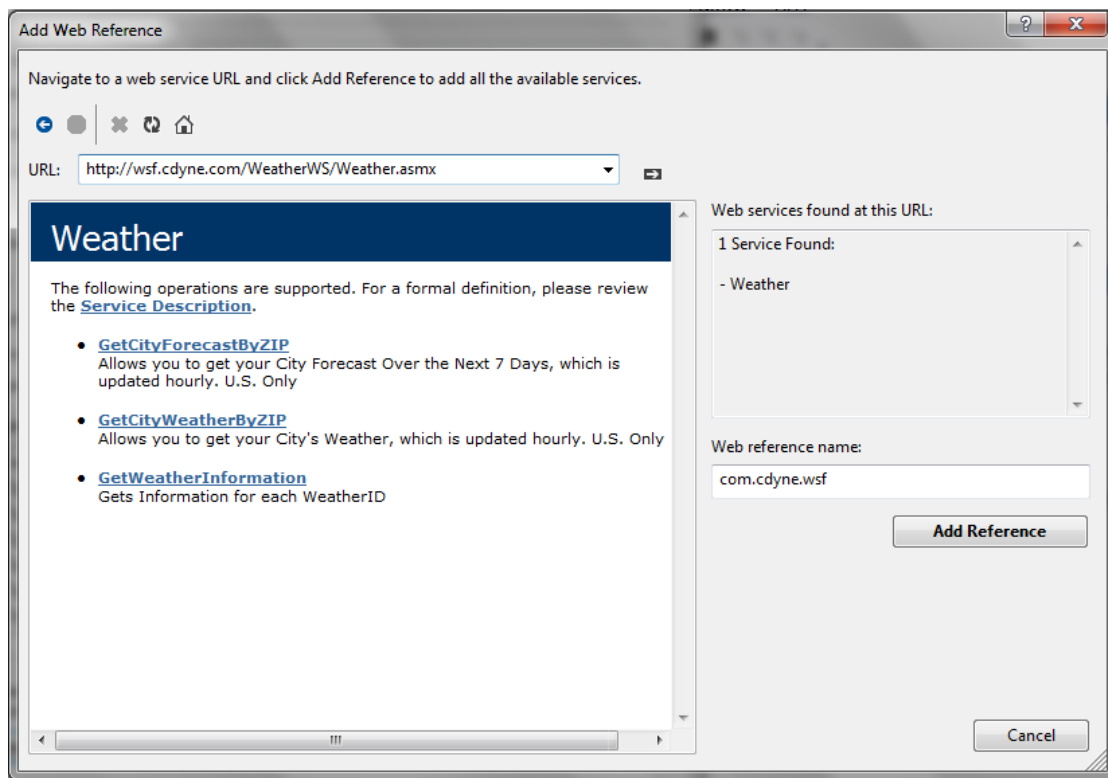 Add Web Reference
Navigate to a web service URL and click Add Reference to add all the available services.
URL:
http://wsf.cdyne.com/WeatherWS/Weather.asmx
Weather
The following operations are supported. For a formal definition, please review
the Service Description.
GetCityForecastByZIP
Allows you to get your City Forecast Over the Next 7 Days, which is
updated hourly. U.S. Only
GetCityWeatherByZIP
Allows you to get your City's Weather, which is updated hourly. U.S. Only
GetWeatherInformation
Gets Information for each WeatherID
Web services found at this URL:
1 Service Found:
- Weather
Web reference name:
com.cdyne.wsf
Add Reference
Cancel